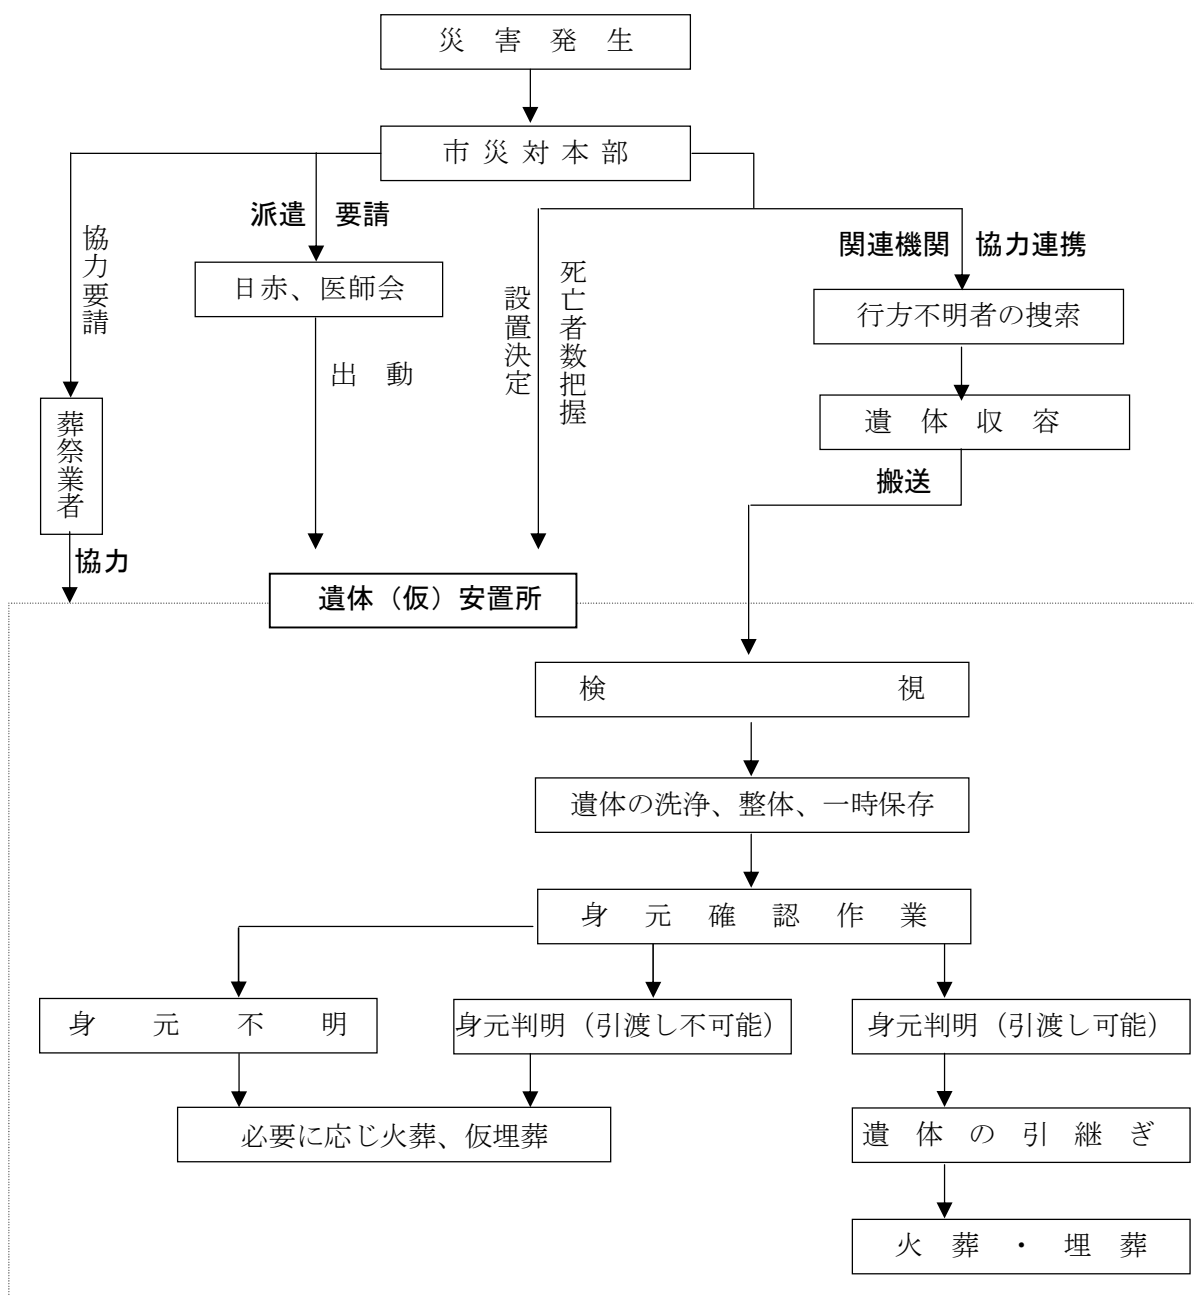 災害発生
市災対本部
派遣 要請
関連機関 協力連携
協力要請
日赤、医師会
設置決定
死亡者数把握
行方不明者の捜索
出動
遺体収容
葬祭業者
搬送
協力
遺体（仮）安置所
検視
遺体の洗浄、整体、一時保存
身元確認作業
身元不明
身元判明（引渡し不可能）
身元判明（引渡し可能）
必要に応じ火葬、仮埋葬
遺体の引継ぎ
火葬・埋葬